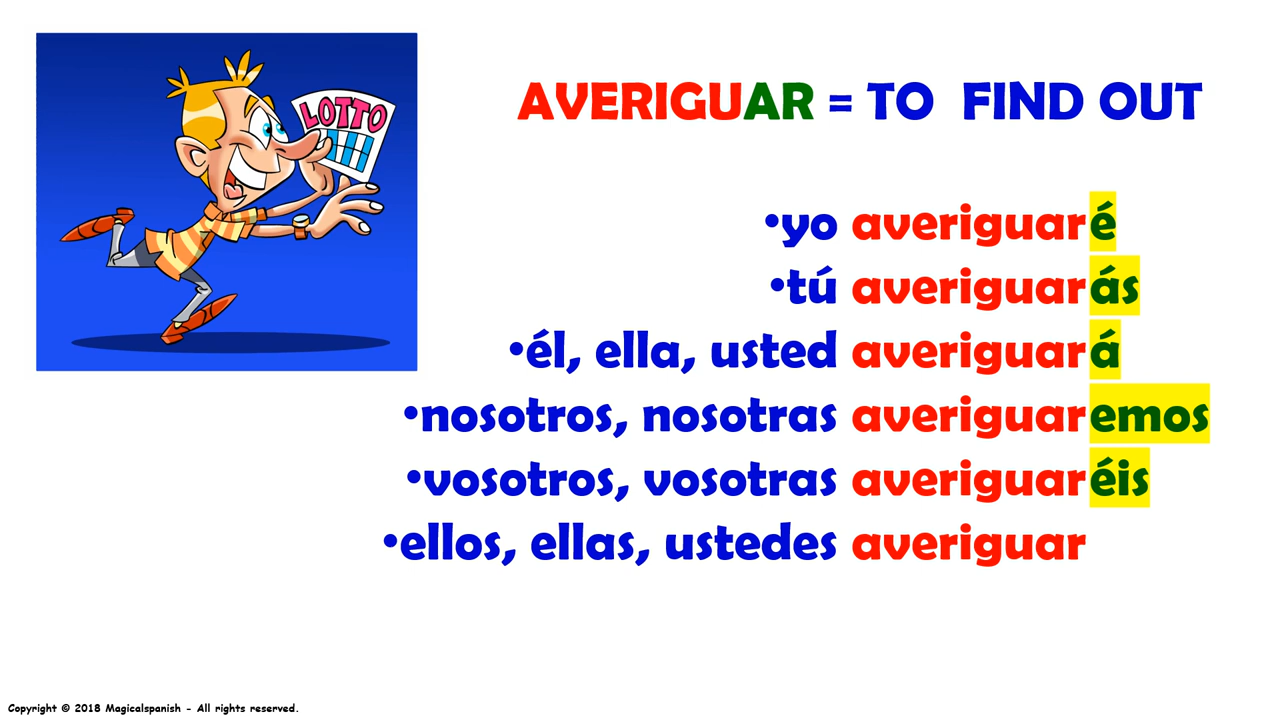 LOTTO
AVERIGUAR = TO FIND OUT
•yo averiguaré
•tú averiguarás
•él, ella, usted averiguará
•nosotros, nosotras averiguaremos
•vosotros, vosotras averiguaréis
•ellos, ellas, ustedes averiguar
Copyright © 2018 Magicalspanish - All rights reserved.